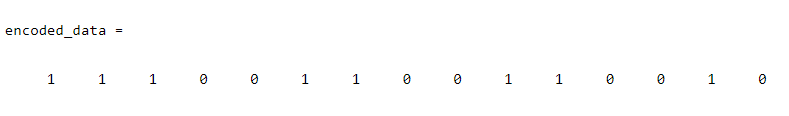 encoded_data =
1 1 1 0 0 1 1 0 0 1 1 0 0 1 0